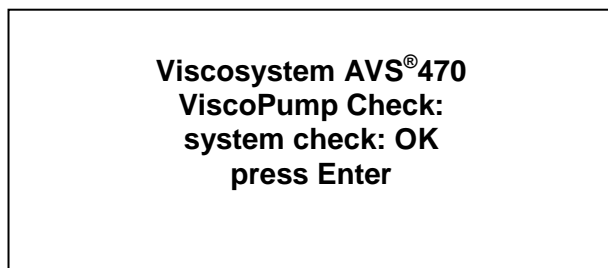 Viscosystem AVS®470
ViscoPump Check:
system check: OK
press Enter